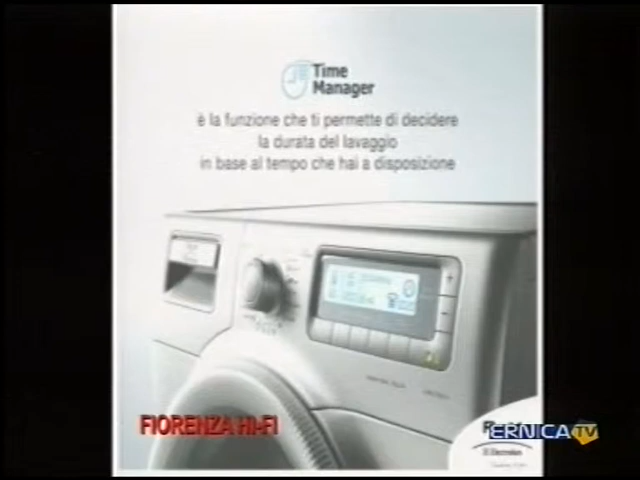 Time
Manager
è la funzione che ti permette di decidere
la durata del lavaggio
in base al tempo che hai a disposizione
FIORENZA HI-FI
ERNICA TV